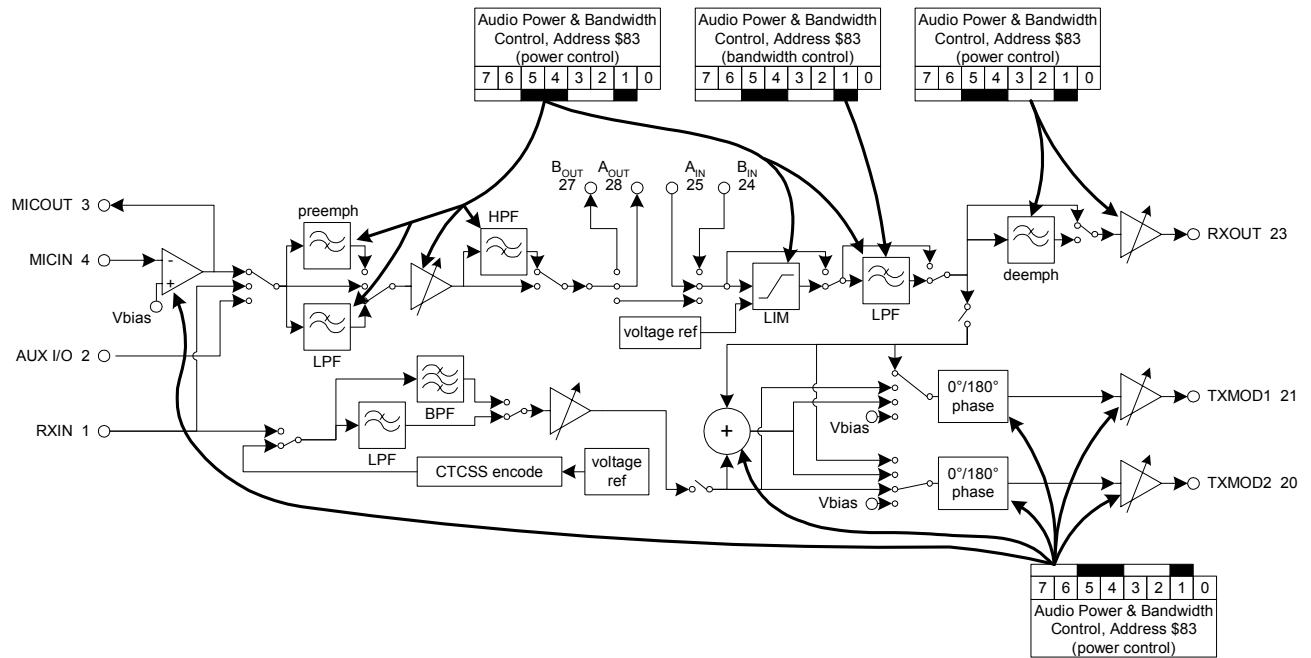 Audio Power & Bandwidth
Control, Address $83
(power control)
7 6 5 4 3 2 1 0
Audio Power & Bandwidth
Control, Address $83
(bandwidth control)
7 6 5 4 3 2 1 0
Audio Power & Bandwidth
Control, Address $83
(power control)
7 6 5 4 3 2 1 0
BOUT
27
AOUT
28
AIN
25
BIN
24
MICOUT 3
preemph
HPF
RXOUT 23
MICIN 4
-
+
deemph
Vbias
LIM
LPF
voltage ref
LPF
AUX I/O 2
BPF
0°/180°
phase
TXMOD1 21
RXIN 1
LPF
+
Vbias
CTCSS encode
voltage
ref
0°/180°
phase
TXMOD2 20
Vbias
7 6 5 4 3 2 1 0
Audio Power & Bandwidth
Control, Address $83
(power control)